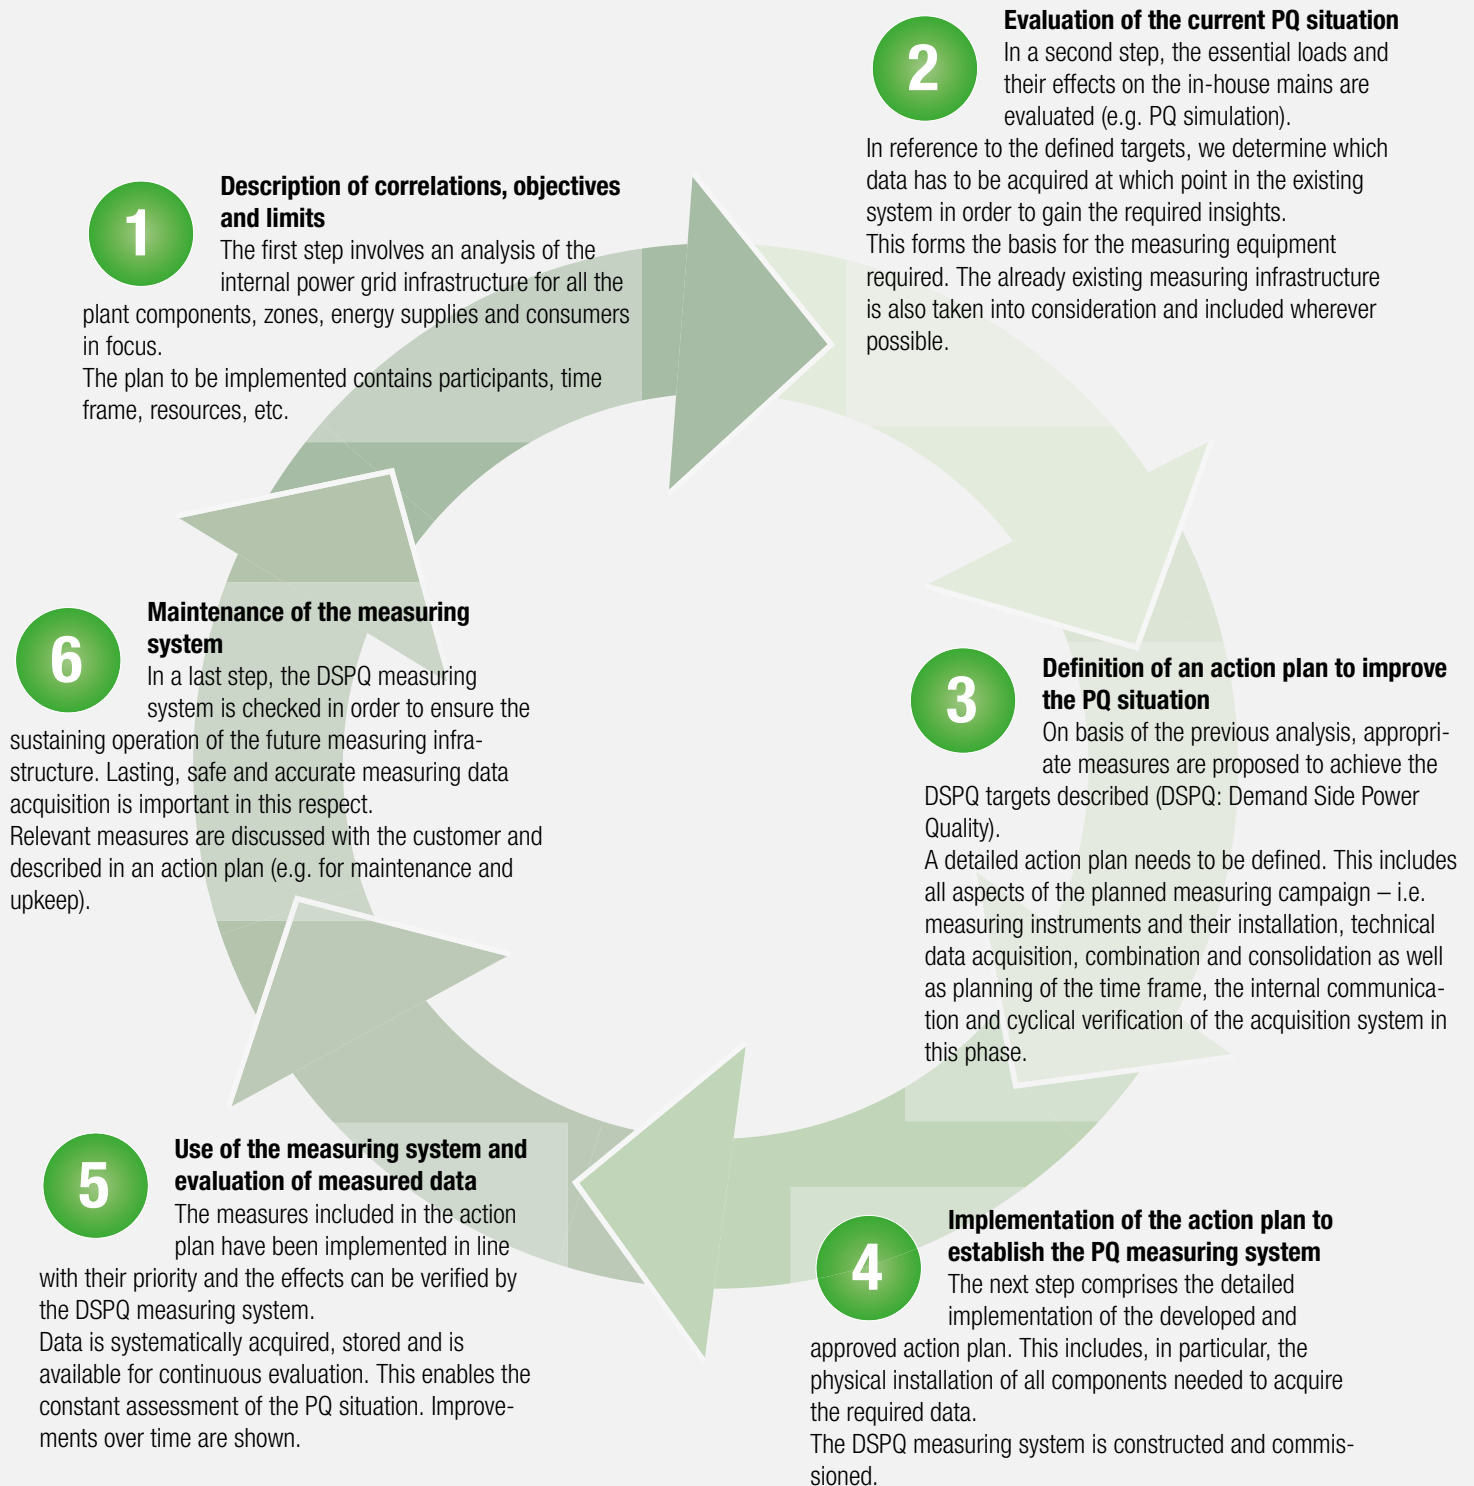 1
Description of correlations, objectives
and limits
The first step involves an analysis of the
internal power grid infrastructure for all the
plant components, zones, energy supplies and consumers
in focus.
The plan to be implemented contains participants, time
frame, resources, etc.
2
Evaluation of the current PQ situation
In a second step, the essential loads and
their effects on the in-house mains are
evaluated (e.g. PQ simulation).
In reference to the defined targets, we determine which
data has to be acquired at which point in the existing
system in order to gain the required insights.
This forms the basis for the measuring equipment
required. The already existing measuring infrastructure
is also taken into consideration and included wherever
possible.
3
Definition of an action plan to improve
the PQ situation
On basis of the previous analysis, appropri-
ate measures are proposed to achieve the
DSPQ targets described (DSPQ: Demand Side Power
Quality).
A detailed action plan needs to be defined. This includes
all aspects of the planned measuring campaign – i.e.
measuring instruments and their installation, technical
data acquisition, combination and consolidation as well
as planning of the time frame, the internal communica-
tion and cyclical verification of the acquisition system in
this phase.
4
Implementation of the action plan to
establish the PQ measuring system
The next step comprises the detailed
implementation of the developed and
approved action plan. This includes, in particular, the
physical installation of all components needed to acquire
the required data.
The DSPQ measuring system is constructed and commis-
sioned.
5
Use of the measuring system and
evaluation of measured data
The measures included in the action
plan have been implemented in line
with their priority and the effects can be verified by
the DSPQ measuring system.
Data is systematically acquired, stored and is
available for continuous evaluation. This enables the
constant assessment of the PQ situation. Improve-
ments over time are shown.
6
Maintenance of the measuring
system
In a last step, the DSPQ measuring
system is checked in order to ensure the
sustaining operation of the future measuring infra-
structure. Lasting, safe and accurate measuring data
acquisition is important in this respect.
Relevant measures are discussed with the customer and
described in an action plan (e.g. for maintenance and
upkeep).